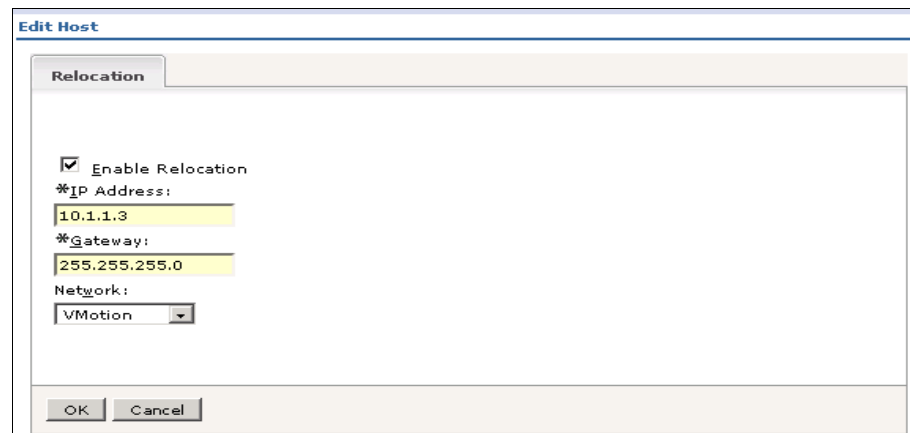 Edit Host
Relocation
Enable Relocation
*IP Address:
10.1.1.3
*Gateway:
255.255.255.0
Network:
VMotion
OK Cancel